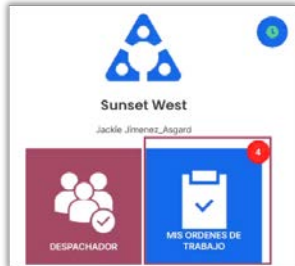 Sunset West
Jackie Jimenez_Asgard
4
DESPACHADOR
MIS ORDENES DE
TRABAJO